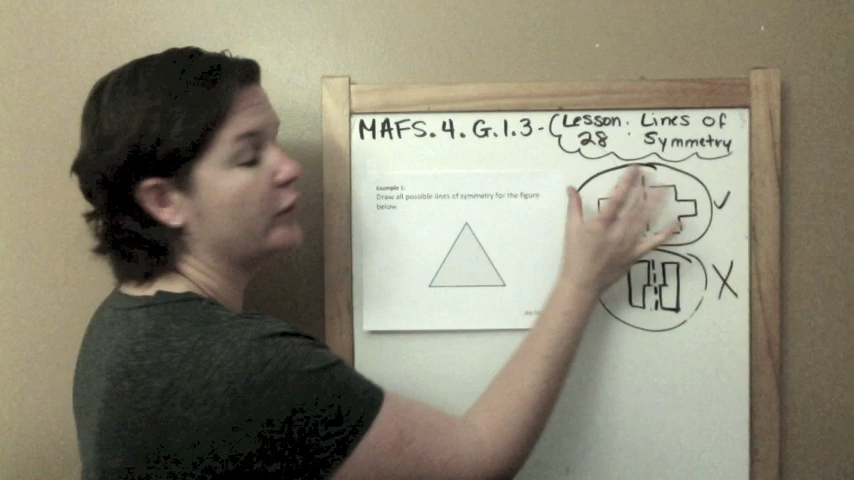 MAFS.4.G.1.3- (Lesson: Lines of
28 : Symmetry
Example 1:
Draw all possible lines of symmetry for the figure
below